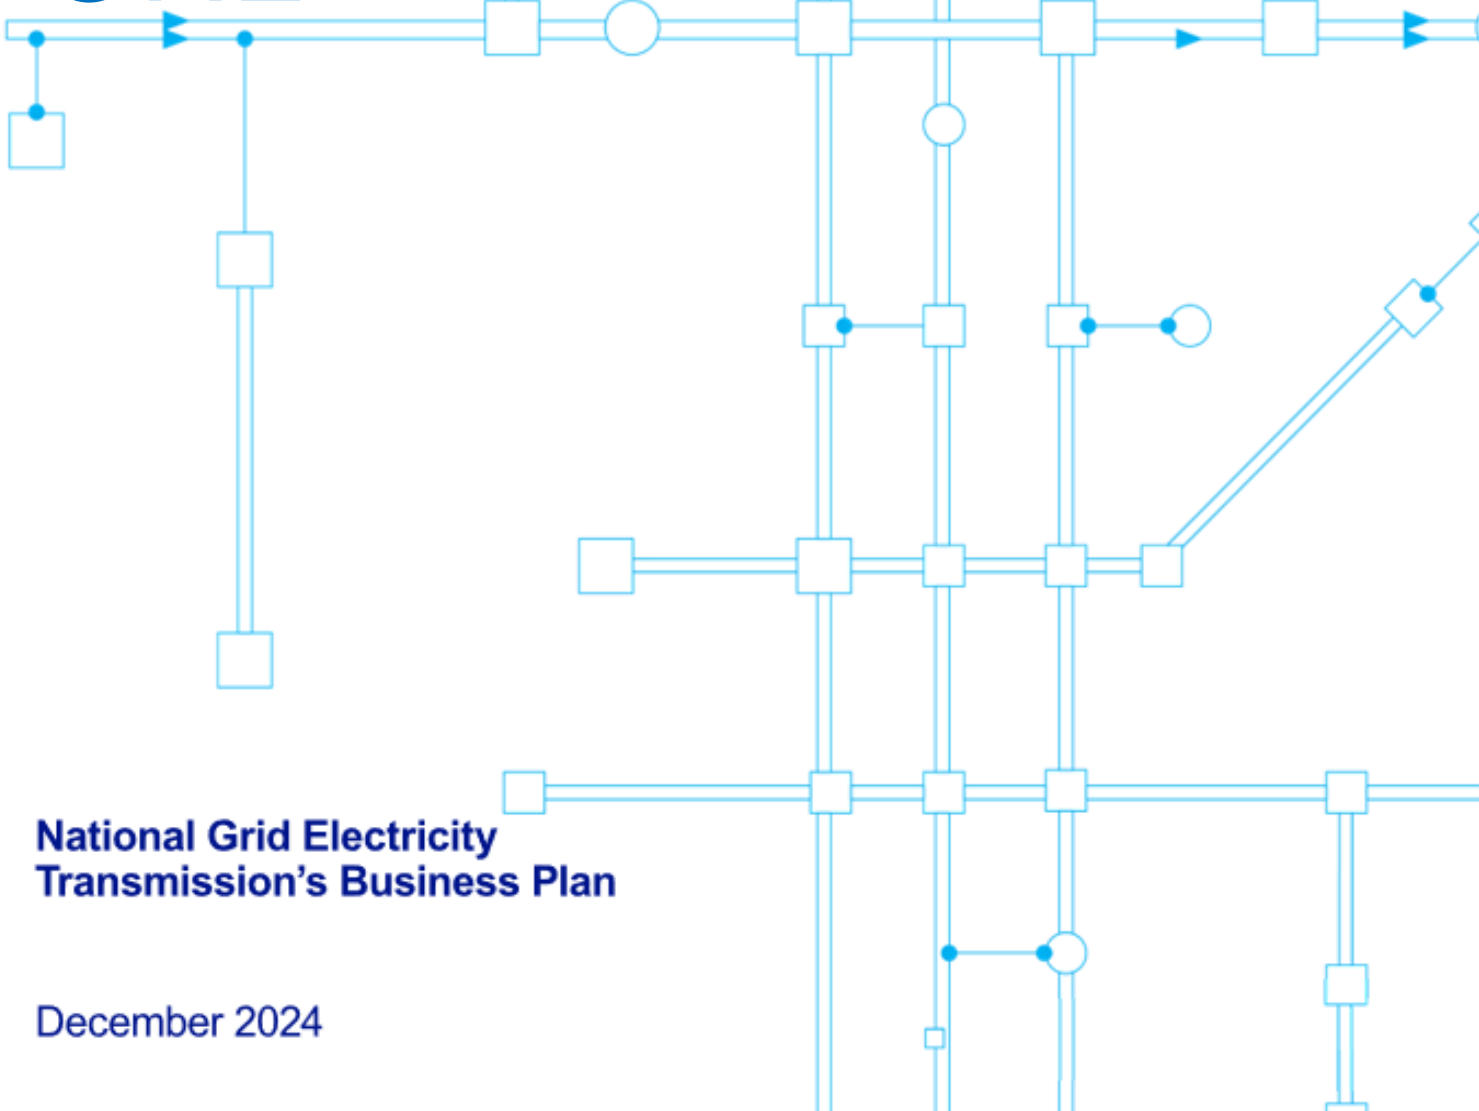 National Grid Electricity
Transmission’s Business Plan
December 2024